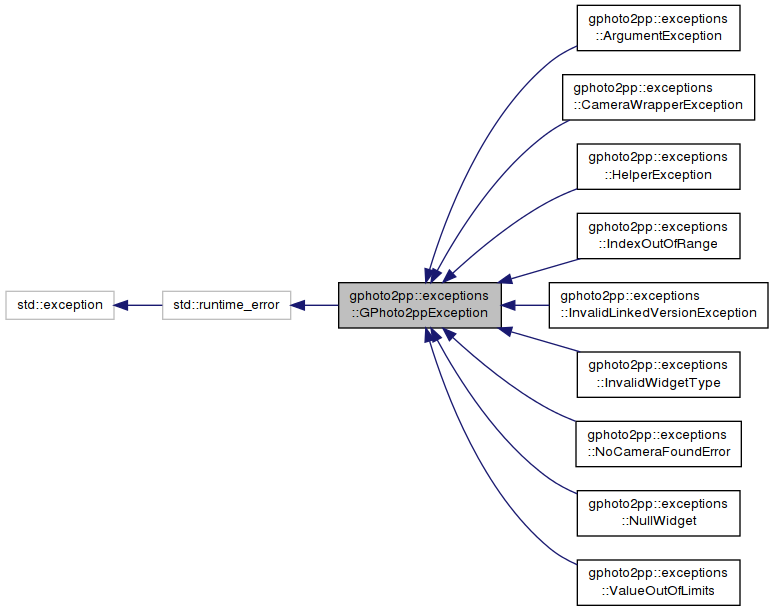 gphoto2pp::exceptions
::ArgumentException
gphoto2pp::exceptions
::CameraWrapperException
gphoto2pp::exceptions
::HelperException
gphoto2pp::exceptions
::IndexOutOfRange
std::exception
std::runtime_error
gphoto2pp::exceptions
::GPhoto2ppException
gphoto2pp::exceptions
::InvalidLinkedVersionException
gphoto2pp::exceptions
::InvalidWidgetType
gphoto2pp::exceptions
::NoCameraFoundError
gphoto2pp::exceptions
::NullWidget
gphoto2pp::exceptions
::ValueOutOfLimits